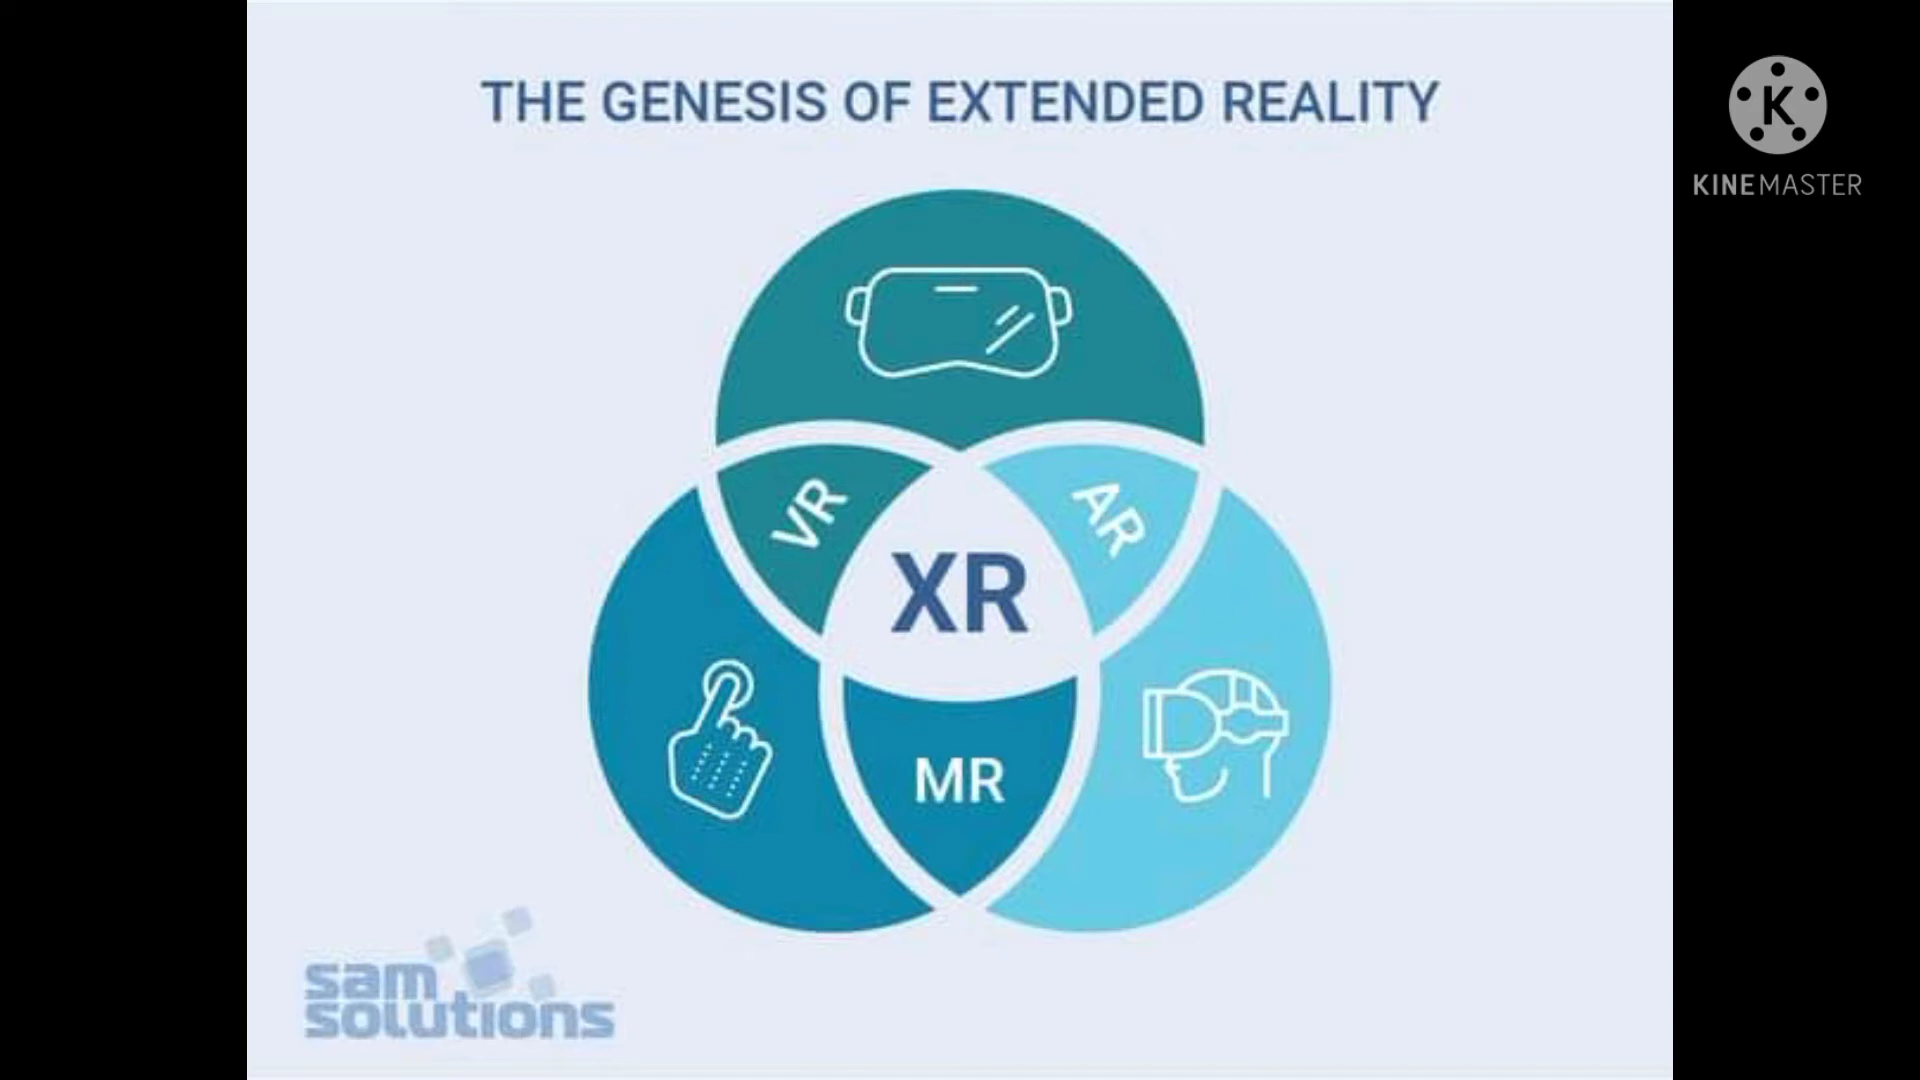 THE GENESIS OF EXTENDED REALITY
K
KINEMASTER
VR
AR
XR
MR
sam
solutions